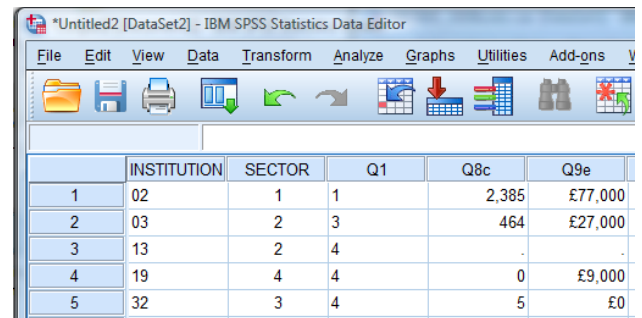 *Untitled2 [DataSet2] - IBM SPSS Statistics Data Editor
File Edit View Data Transform Analyze Graphs Utilities Add-ons
INSTITUTION SECTOR Q1 Q8c Q9e
1 02 1 1 2,385 £77,000
2 03 2 3 464 £27,000
3 13 2 4 . .
4 19 4 4 0 £9,000
5 32 3 4 5 £0